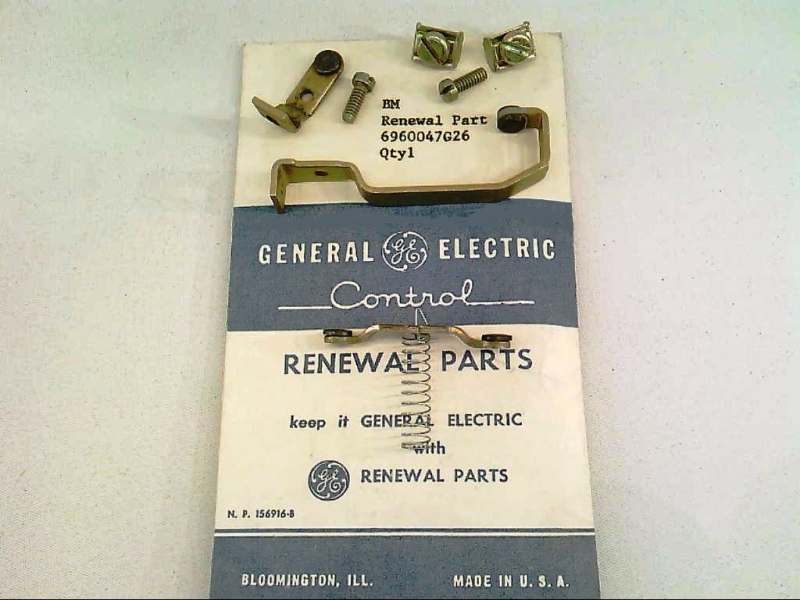 BM
Renewal Part
6960047G26
Qty1
GENERAL GE ELECTRIC
Control
RENEWAL PARTS
keep it GENERAL ELECTRIC
with
GE RENEWAL PARTS
N. P. 156916-B
BLOOMINGTON, ILL. MADE IN U. S. A.